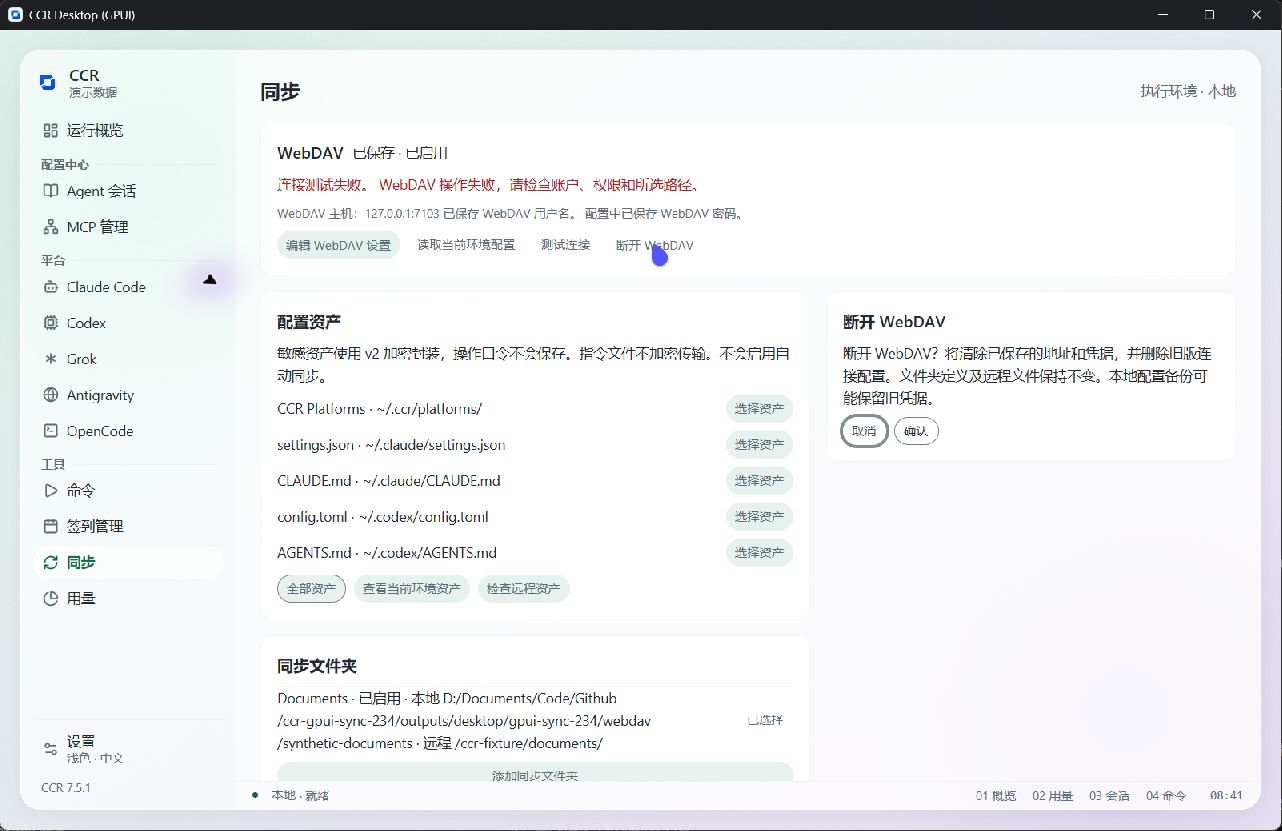 CCR Desktop (GPUI)
CCR
演示数据
运行概览
配置中心
Agent 会话
MCP 管理
平台
Claude Code
Codex
Grok
Antigravity
OpenCode
工具
命令
签到管理
同步
用量
设置
浅色 · 中文
CCR 7.5.1
同步
执行环境 · 本地
WebDAV 已保存 · 已启用
连接测试失败。 WebDAV 操作失败，请检查账户、权限和所选路径。
WebDAV 主机：127.0.0.1:7103 已保存 WebDAV 用户名。 配置中已保存 WebDAV 密码。
编辑 WebDAV 设置
读取当前环境配置
测试连接
断开 WebDAV
配置资产
敏感资产使用 v2 加密封装，操作口令不会保存。指令文件不加密传输。不会启用自
动同步。
CCR Platforms · ~/.ccr/platforms/
选择资产
settings.json · ~/.claude/settings.json
选择资产
CLAUDE.md · ~/.claude/CLAUDE.md
选择资产
config.toml · ~/.codex/config.toml
选择资产
AGENTS.md · ~/.codex/AGENTS.md
选择资产
全部资产
查看当前环境资产
检查远程资产
断开 WebDAV
断开 WebDAV？将清除已保存的地址和凭据，并删除旧版连
接配置。文件夹定义及远程文件保持不变。本地配置备份可
能保留旧凭据。
取消
确认
同步文件夹
Documents · 已启用 · 本地 D:/Documents/Code/Github
/ccr-gpui-sync-234/outputs/desktop/gpui-sync-234/webdav
/synthetic-documents · 远程 /ccr-fixture/documents/
已选择
添加同步文件夹
本地 · 就绪
01 概览
02 用量
03 会话
04 命令
08:41